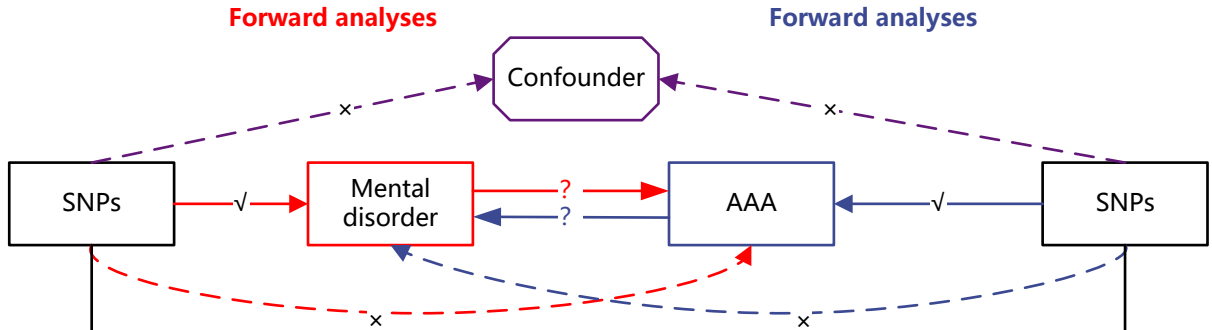 Forward analyses
Forward analyses
Confounder
×
×
SNPs
√
Mental
disorder
?
?
AAA
√
SNPs
×
×